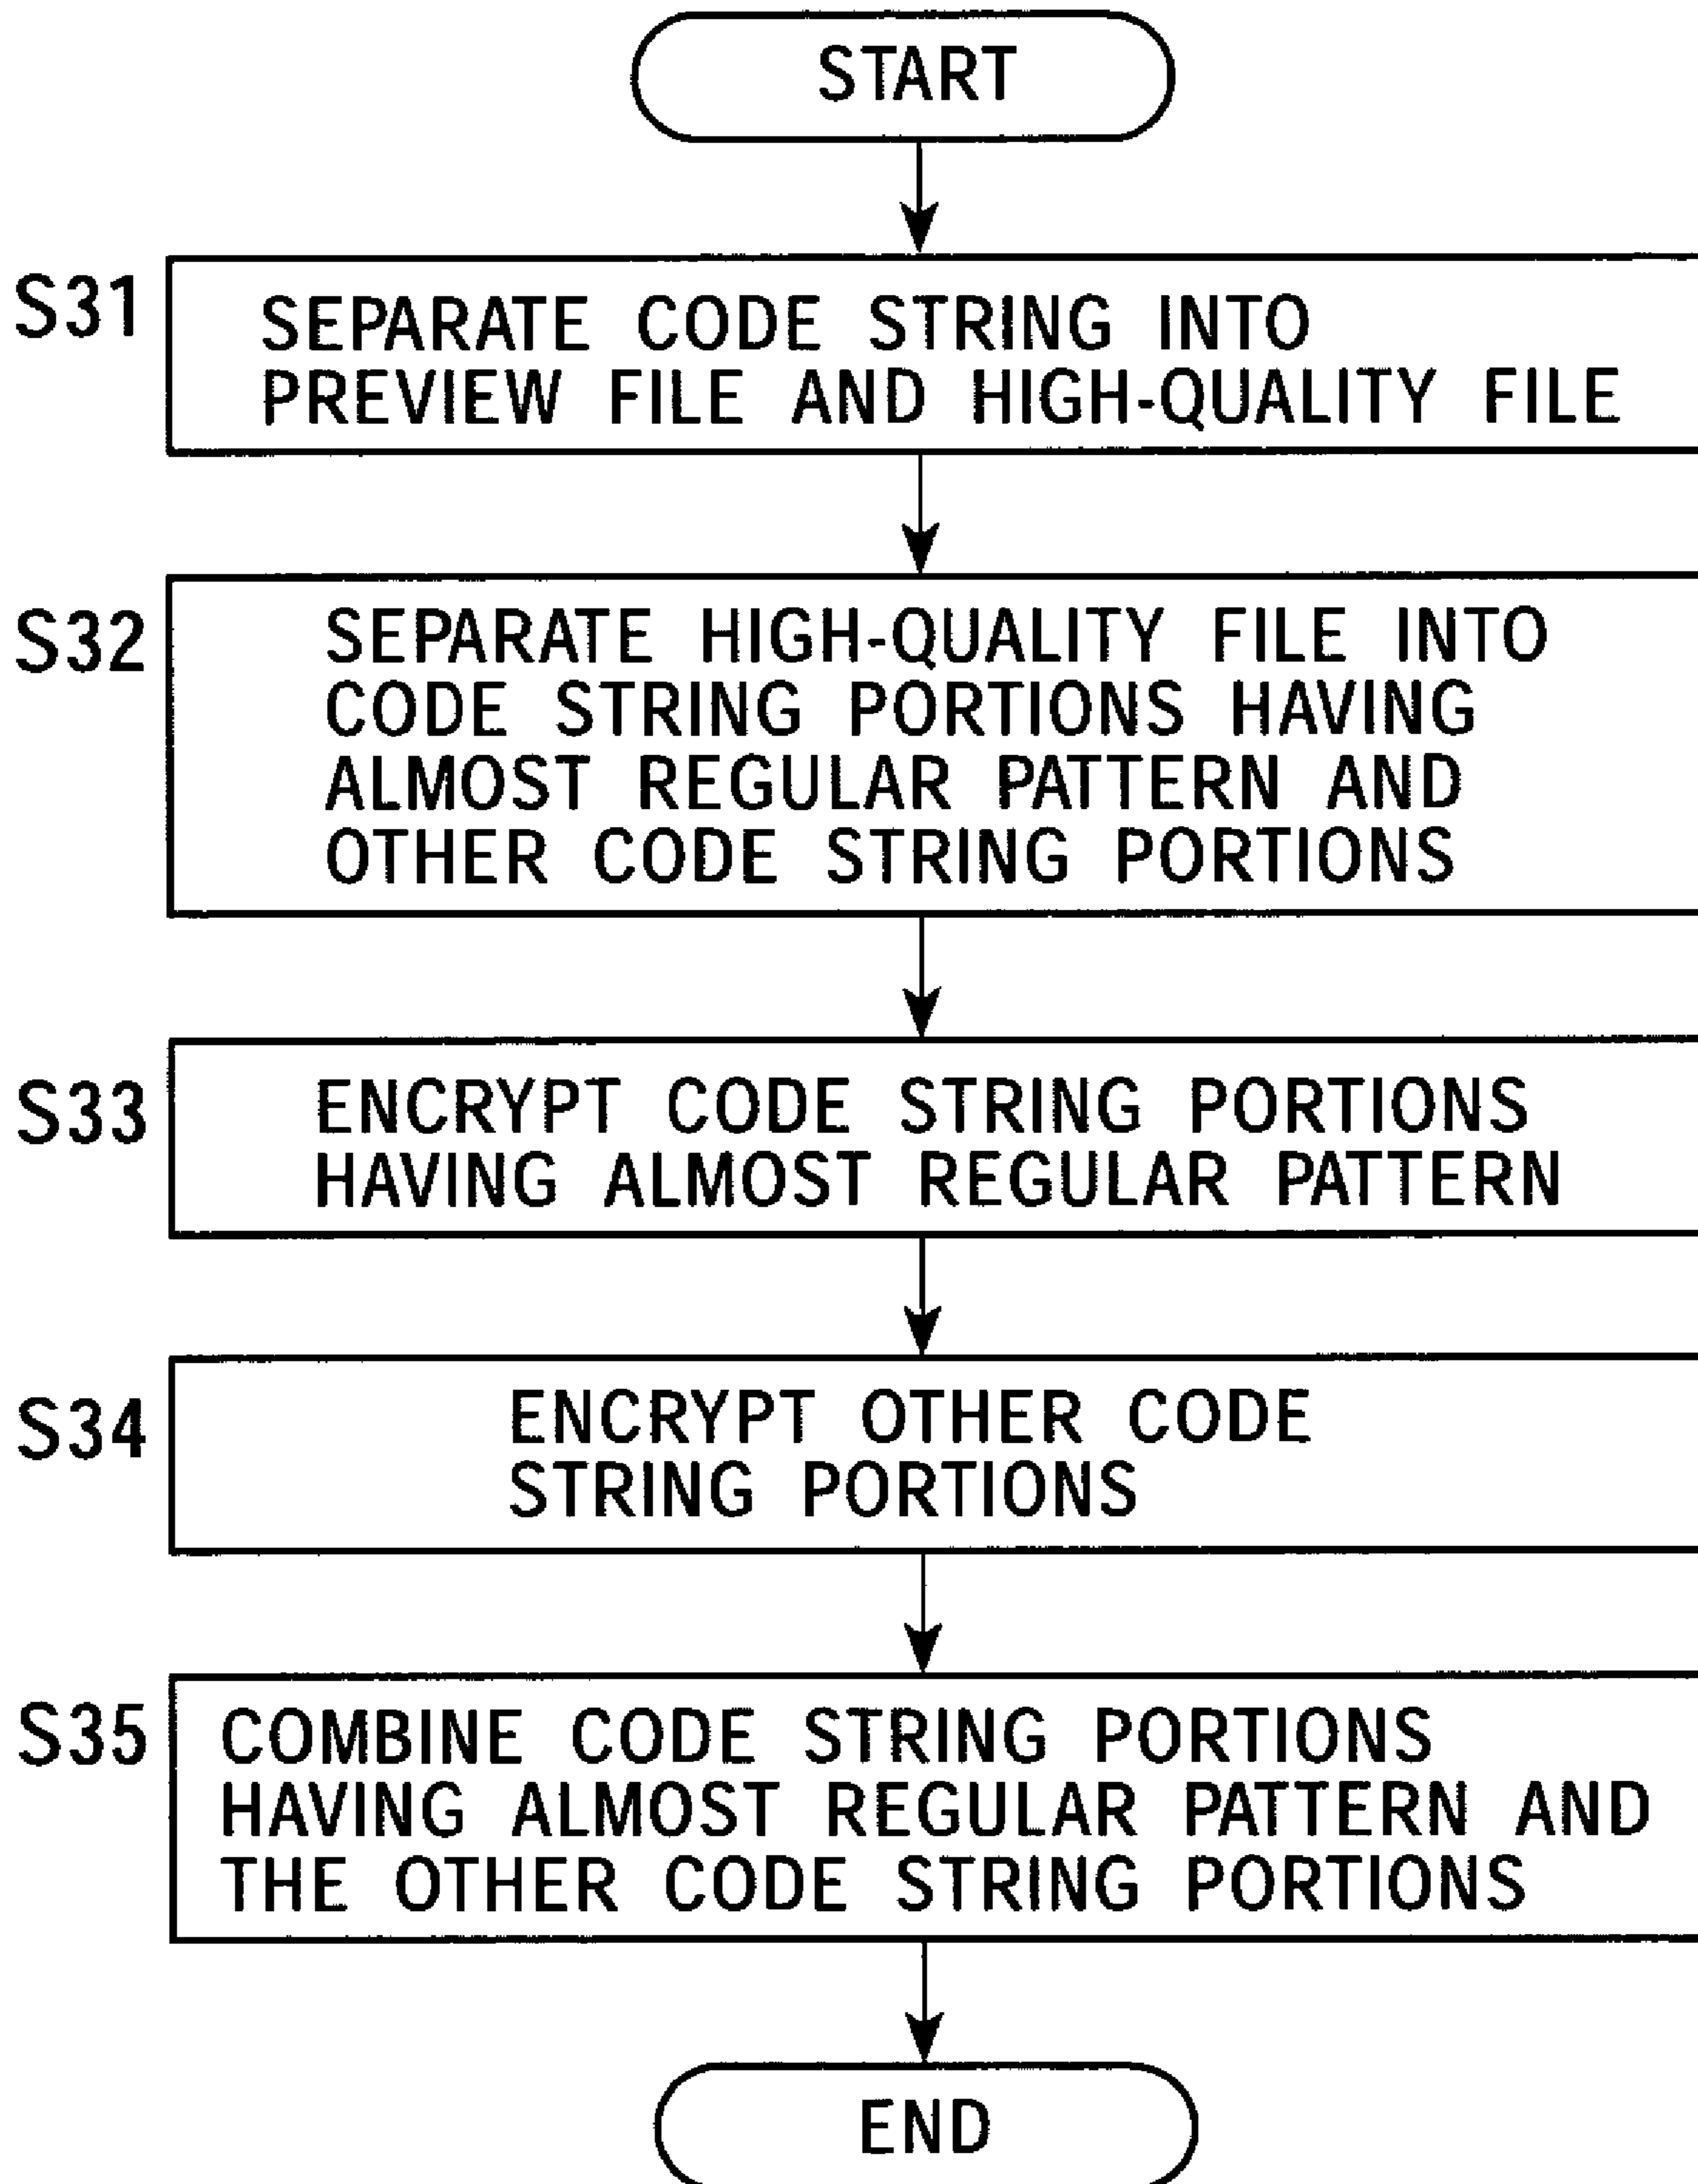 START
S31
SEPARATE CODE STRING INTO
PREVIEW FILE AND HIGH-QUALITY FILE
S32
SEPARATE HIGH-QUALITY FILE INTO
CODE STRING PORTIONS HAVING
ALMOST REGULAR PATTERN AND
OTHER CODE STRING PORTIONS
S33
ENCRYPT CODE STRING PORTIONS
HAVING ALMOST REGULAR PATTERN
S34
ENCRYPT OTHER CODE
STRING PORTIONS
S35
COMBINE CODE STRING PORTIONS
HAVING ALMOST REGULAR PATTERN AND
THE OTHER CODE STRING PORTIONS
END